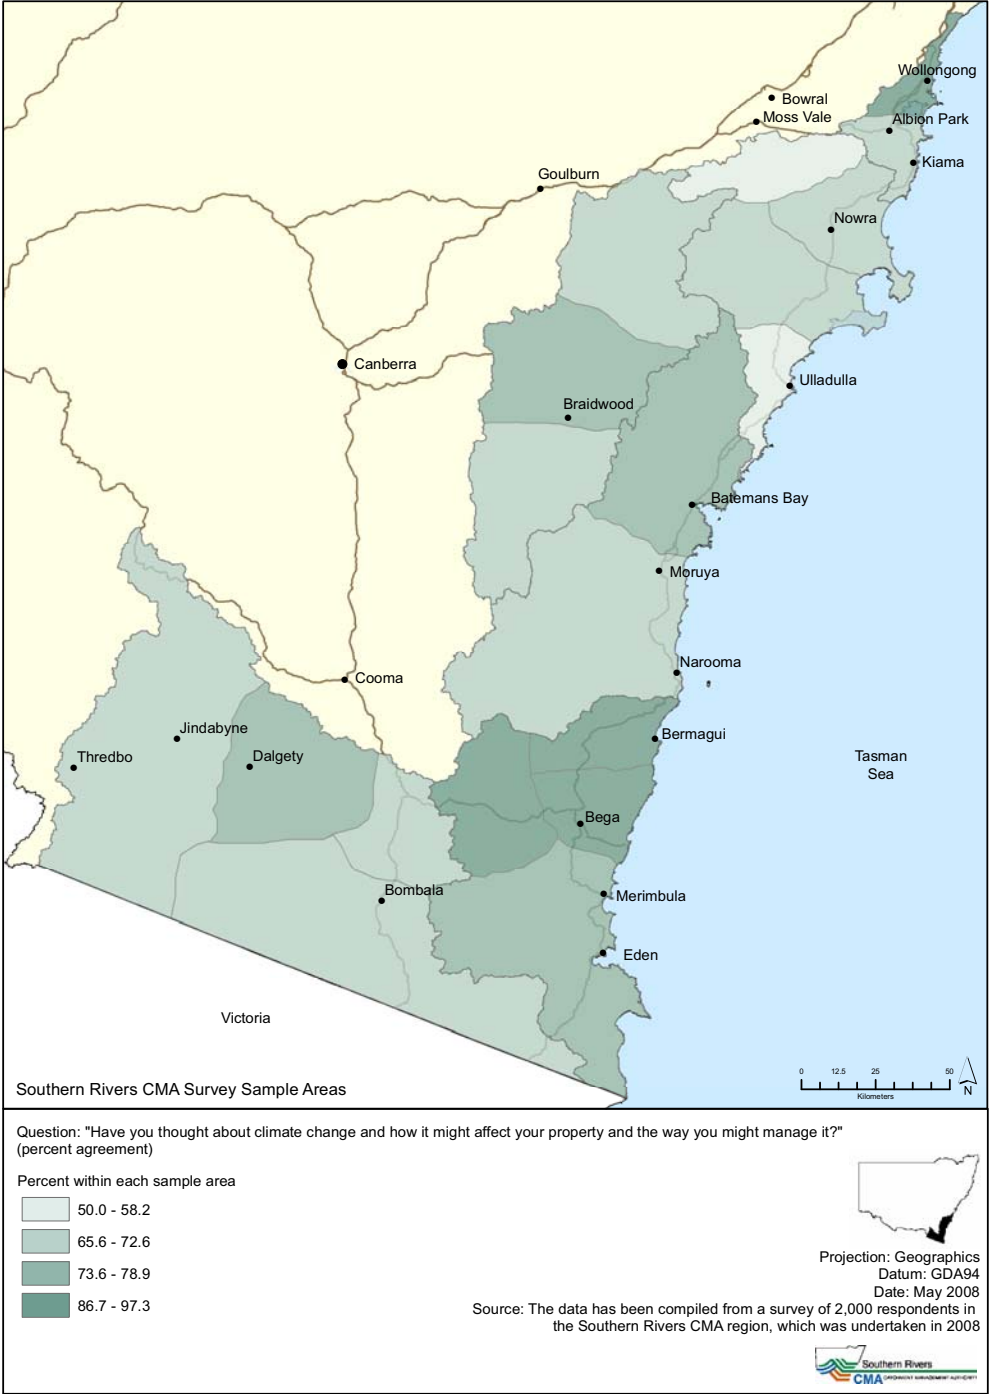 Wollongong
Bowral
Moss Vale
Albion Park
Kiama
Goulburn
Nowra
Canberra
Ulladulla
Braidwood
Batemans Bay
Moruya
Narooma
Cooma
Jindabyne
Bermagui
Thredbo
Dalgety
Tasman
Sea
Bega
Bombala
Merimbula
Eden
Victoria
0 12.5 25 50
Kilometers
N
Southern Rivers CMA Survey Sample Areas
Question: "Have you thought about climate change and how it might affect your property and the way you might manage it?"
(percent agreement)
Percent within each sample area
50.0 - 58.2
65.6 - 72.6
73.6 - 78.9
86.7 - 97.3
Projection: Geographics
Datum: GDA94
Date: May 2008
Source: The data has been compiled from a survey of 2,000 respondents in
the Southern Rivers CMA region, which was undertaken in 2008
Southern Rivers
CMA CATCHMENT MANAGEMENT AUTHORITY